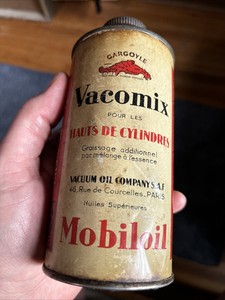 GARGOYLE
Vacomix
POUR LES
HAUTS DE CYLINDRES
Graissage additionnel
par mélange à l'essence
VACUUM OIL COMPANY S.A.F.
46, Rue de Courcelles, PARIS
Huiles Supérieures
Mobiloil